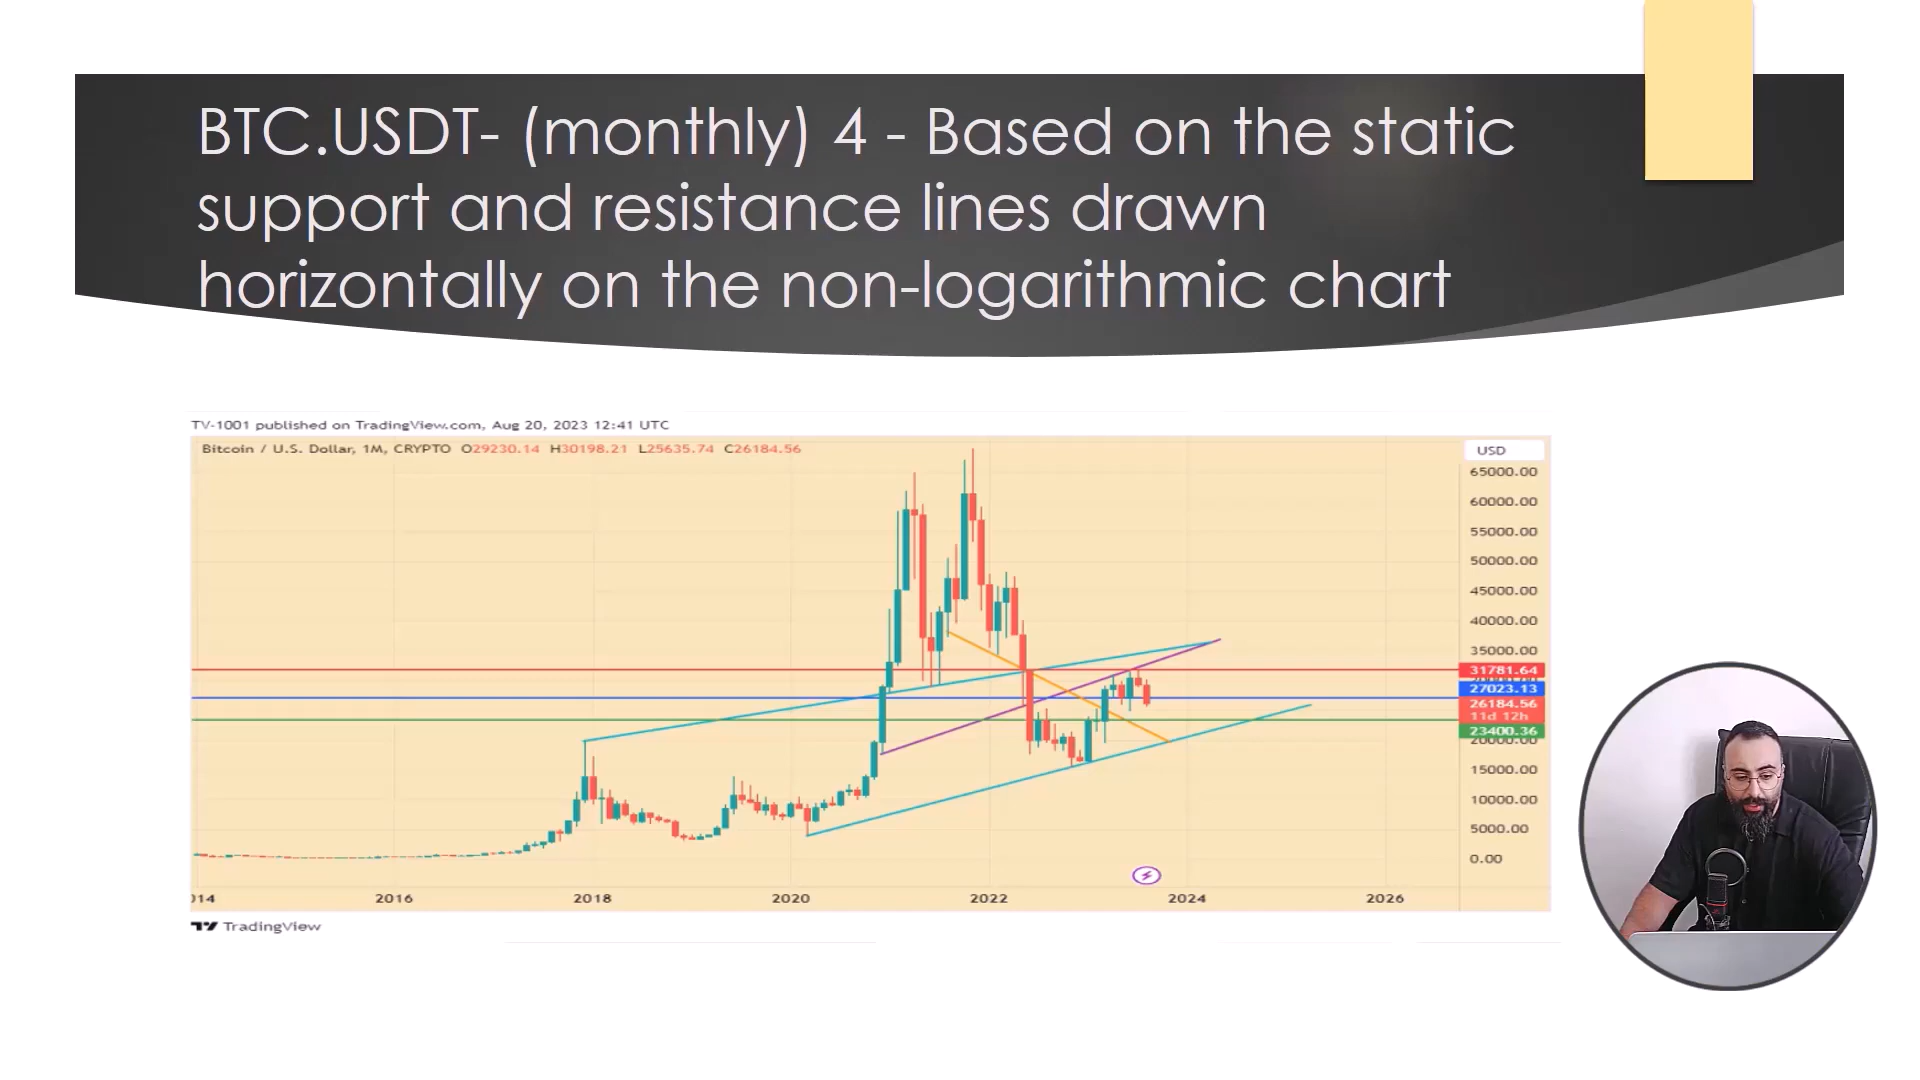 BTC.USDT- (monthly) 4 - Based on the static
support and resistance lines drawn
horizontally on the non-logarithmic chart
TV-1001 published on TradingView.com, Aug 20, 2023 12:41 UTC
Bitcoin / U.S. Dollar, 1M, CRYPTO O29230.14 H30198.21 L25635.74 C26184.56
USD
65000.00
60000.00
55000.00
50000.00
45000.00
40000.00
35000.00
31781.64
27023.13
26184.56
11d 12h
23400.36
20000.00
15000.00
10000.00
5000.00
0.00
014 2016 2018 2020 2022 2024 2026
TradingView